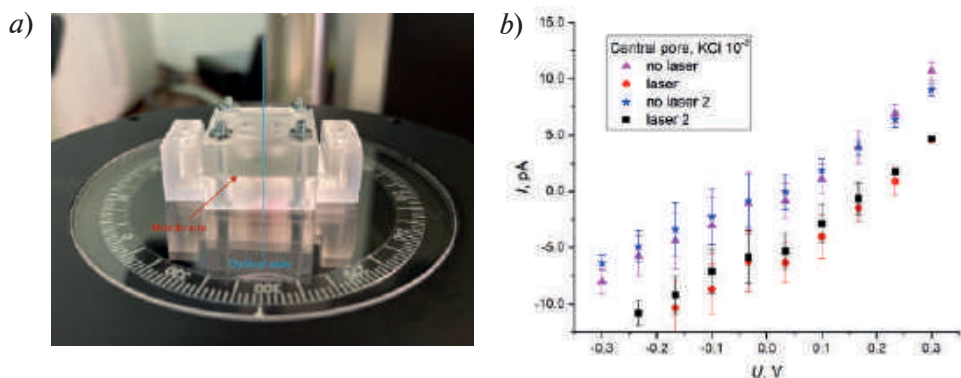 a)
Membrane
Optical axis
300
b)
Central pore, KCl 10⁻³
no laser
laser
no laser 2
laser 2
I, pA
15.0
10.0
5.0
0.0
-5.0
-10.0
-0.3 -0.2 -0.1 0.0 0.1 0.2 0.3
U, V